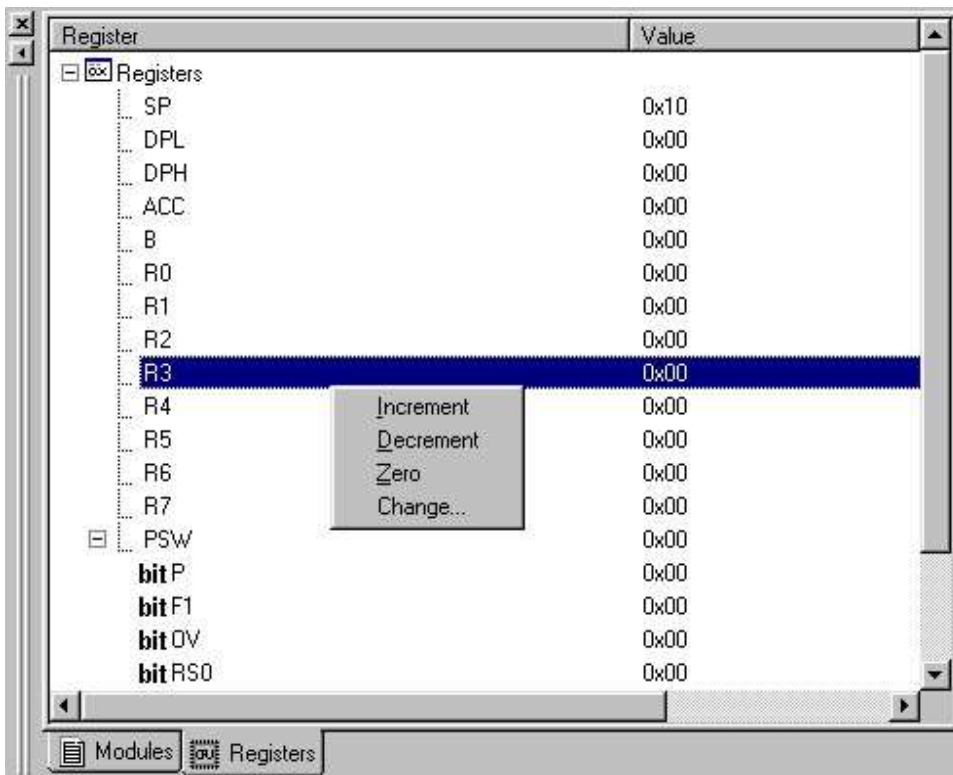 Register Value
Registers
SP 0x10
DPL 0x00
DPH 0x00
ACC 0x00
B 0x00
R0 0x00
R1 0x00
R2 0x00
R3 0x00
R4 Increment 0x00
R5 Decrement 0x00
R6 Zero 0x00
R7 Change... 0x00
PSW 0x00
bit P 0x00
bit F1 0x00
bit OV 0x00
bit RS0 0x00
Modules Registers